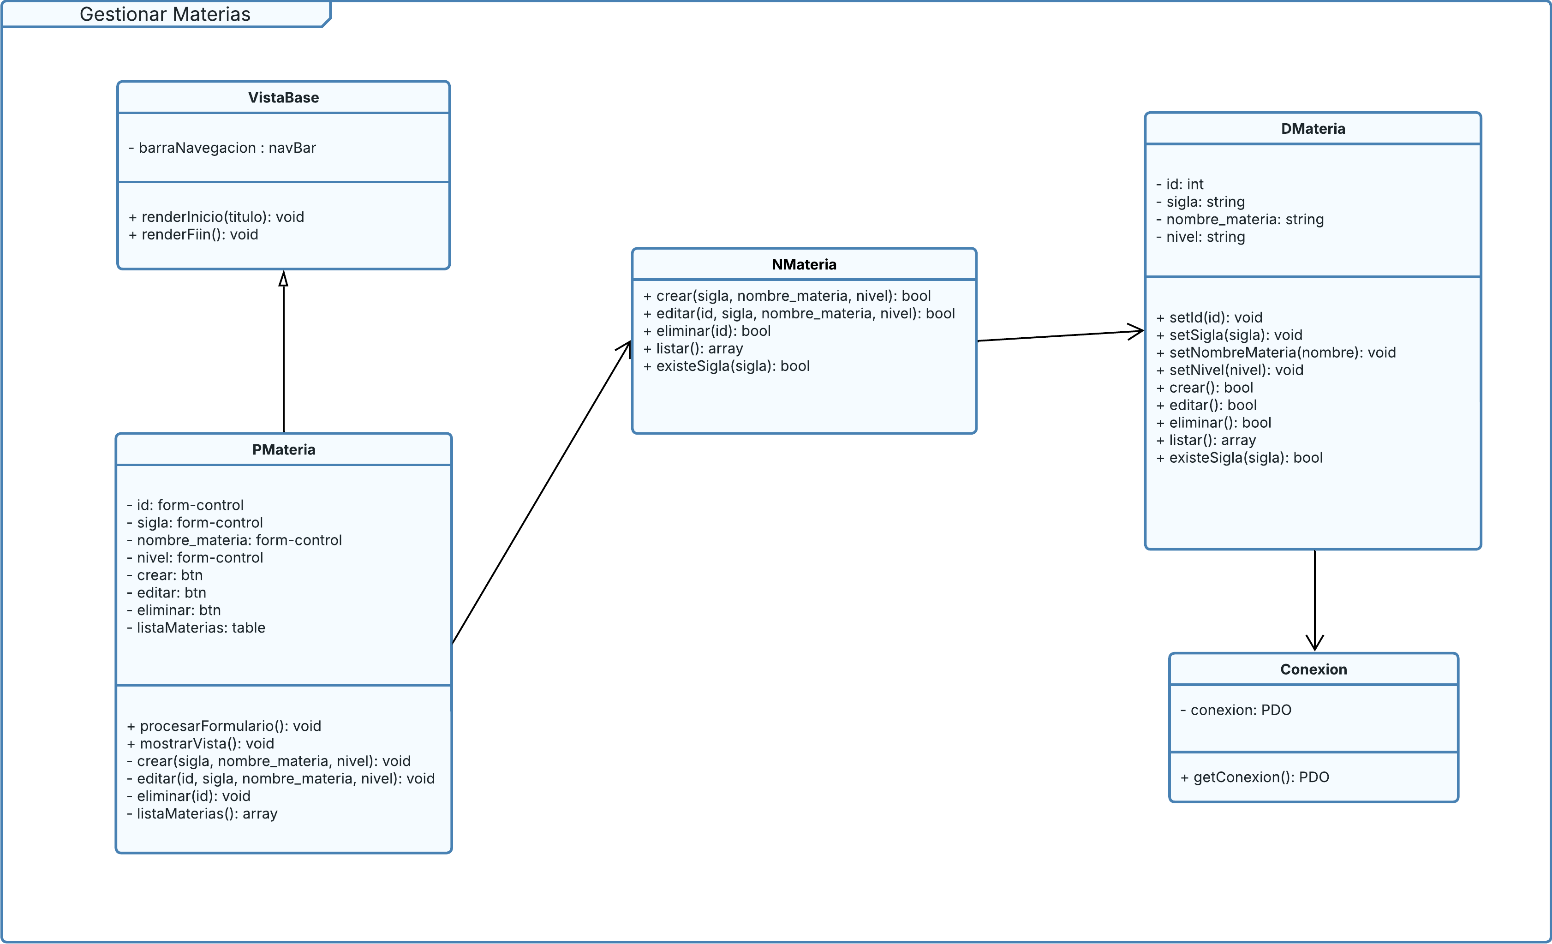 Gestionar Materias
VistaBase
- barraNavegacion : navBar
+ renderInicio(titulo): void
+ renderFiin(): void
PMateria
- id: form-control
- sigla: form-control
- nombre_materia: form-control
- nivel: form-control
- crear: btn
- editar: btn
- eliminar: btn
- listaMaterias: table
+ procesarFormulario(): void
+ mostrarVista(): void
- crear(sigla, nombre_materia, nivel): void
- editar(id, sigla, nombre_materia, nivel): void
- eliminar(id): void
- listaMaterias(): array
NMateria
+ crear(sigla, nombre_materia, nivel): bool
+ editar(id, sigla, nombre_materia, nivel): bool
+ eliminar(id): bool
+ listar(): array
+ existeSigla(sigla): bool
DMateria
- id: int
- sigla: string
- nombre_materia: string
- nivel: string
+ setId(id): void
+ setSigla(sigla): void
+ setNombreMateria(nombre): void
+ setNivel(nivel): void
+ crear(): bool
+ editar(): bool
+ eliminar(): bool
+ listar(): array
+ existeSigla(sigla): bool
Conexion
- conexion: PDO
+ getConexion(): PDO